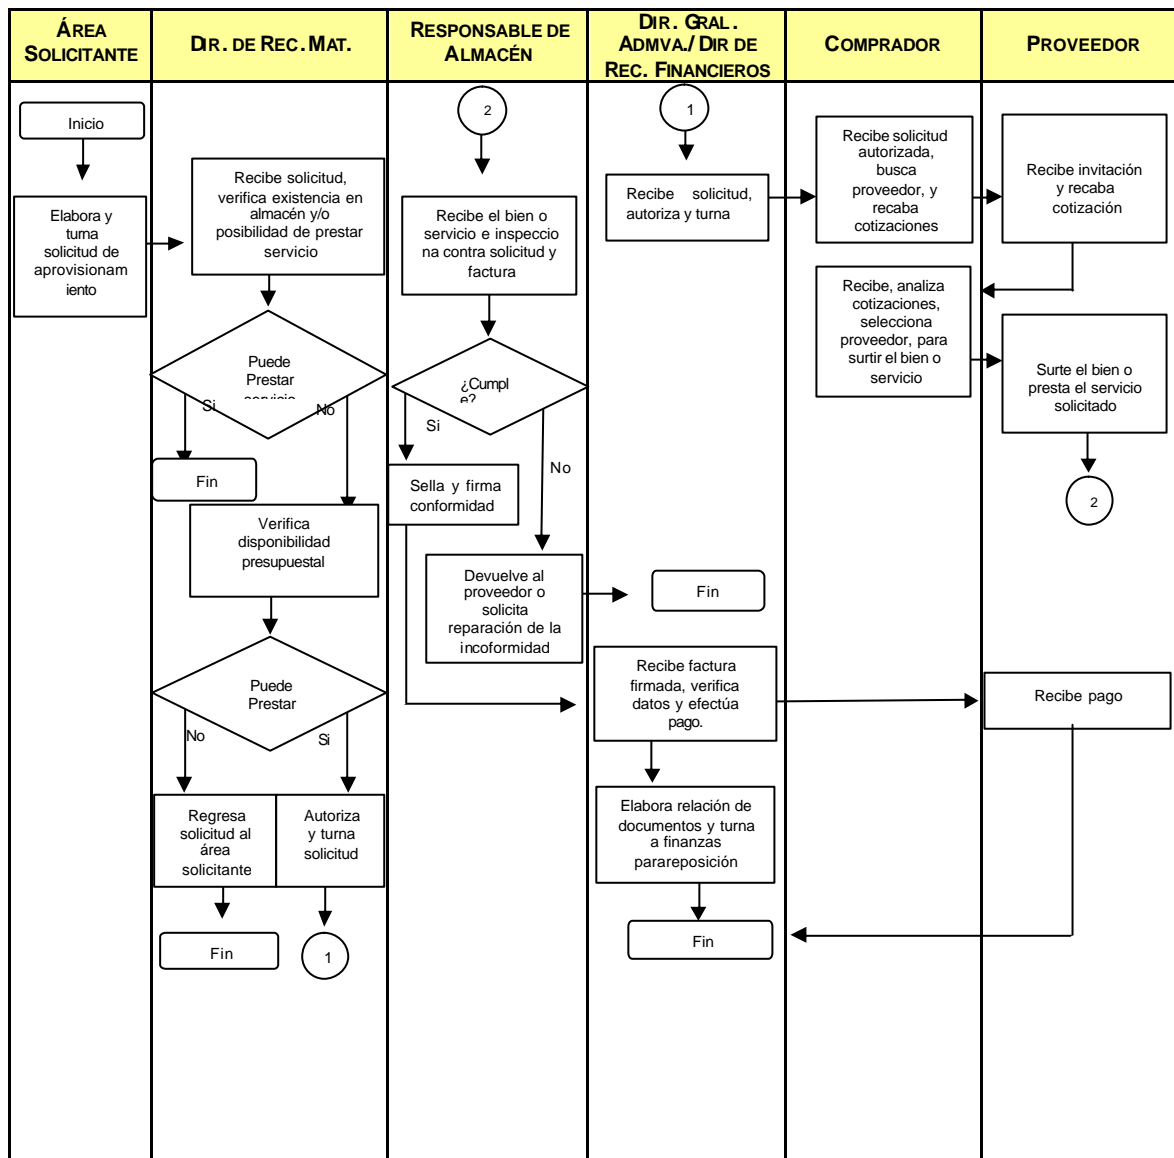 ÁREA
SOLICITANTE
DIR. DE REC. MAT.
RESPONSABLE DE
ALMACÉN
DIR. GRAL.
ADMVA./ DIR DE
REC. FINANCIEROS
COMPRADOR
PROVEEDOR
Inicio
Elabora y
turna
solicitud de
aprovisionam
iento
Recibe solicitud,
verifica existencia en
almacén y/o
posibilidad de prestar
servicio
Puede
Prestar
servicio
Si
No
Fin
Verifica
disponibilidad
presupuestal
Puede
Prestar
No
Si
Regresa
solicitud al
área
solicitante
Autoriza
y turna
solicitud
Fin
1
2
Recibe el bien o
servicio e inspeccio
na contra solicitud y
factura
¿Cumpl
e?
Si
No
Sella y firma
conformidad
Devuelve al
proveedor o
solicita
reparación de la
incoformidad
1
Recibe solicitud,
autoriza y turna
Fin
Recibe factura
firmada, verifica
datos y efectúa
pago.
Elabora relación de
documentos y turna
a finanzas
parareposición
Fin
Recibe solicitud
autorizada,
busca
proveedor, y
recaba
cotizaciones
Recibe, analiza
cotizaciones,
selecciona
proveedor, para
surtir el bien o
servicio
Recibe invitación
y recaba
cotización
Surte el bien o
presta el servicio
solicitado
2
Recibe pago